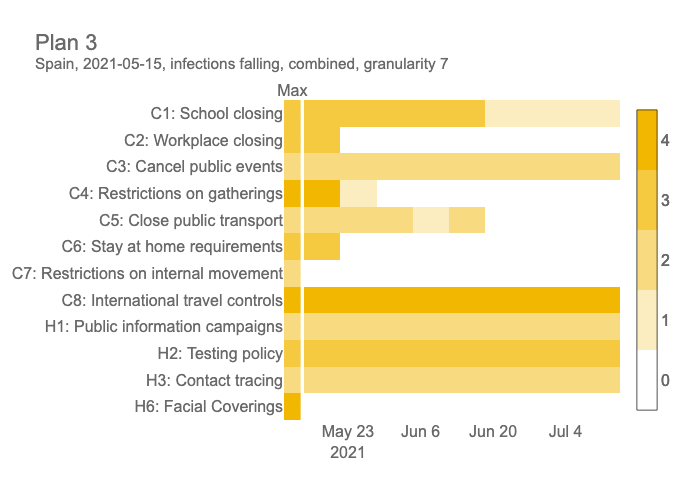 Plan 3
Spain, 2021-05-15, infections falling, combined, granularity 7
Max
C1: School closing
C2: Workplace closing
C3: Cancel public events
C4: Restrictions on gatherings
C5: Close public transport
C6: Stay at home requirements
C7: Restrictions on internal movement
C8: International travel controls
H1: Public information campaigns
H2: Testing policy
H3: Contact tracing
H6: Facial Coverings
4
3
2
1
0
May 23 Jun 6 Jun 20 Jul 4
2021